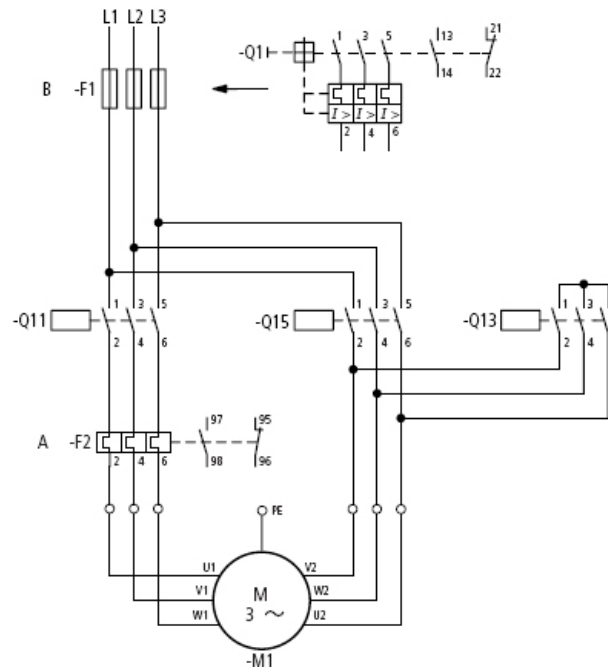 L1 L2 L3
-Q1 1 3 5 13 21
14 22
B -F1
I> I> I>
2 4 6
-Q11 1 3 5
2 4 6
-Q15 1 3 5
2 4 6
-Q13 1 3
2 4
A -F2 97 95
2 4 6 98 96
PE
U1 V2
V1 M W2
W1 3 ~ U2
-M1